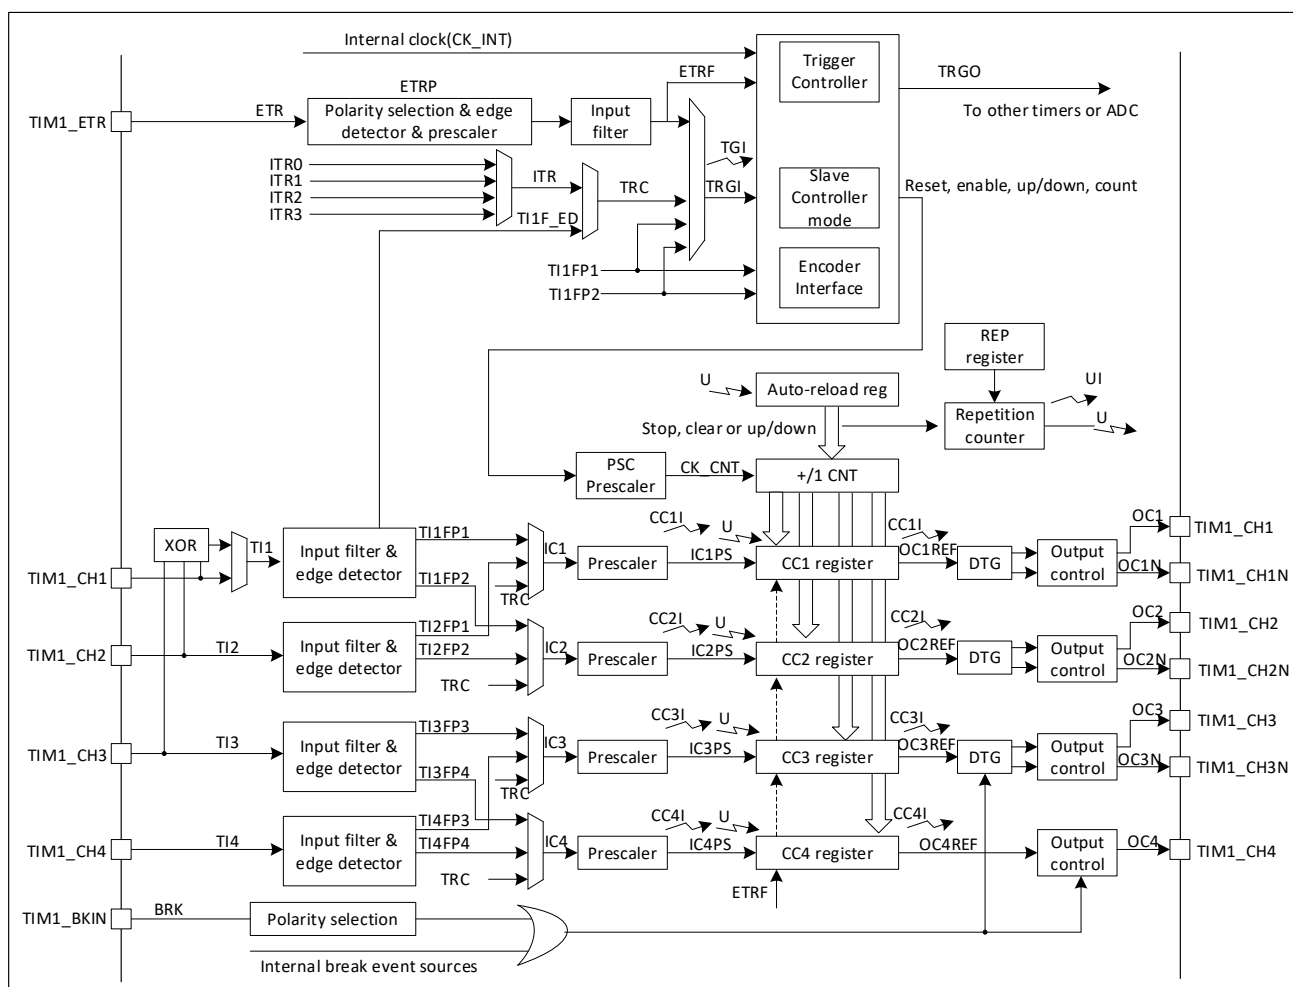 Internal clock(CK_INT)
Trigger
Controller
ETRF
TRGO
ETRP
ETR
Polarity selection & edge
detector & prescaler
Input
filter
To other timers or ADC
TIM1_ETR
TGI
ITR0
ITR1
ITR2
ITR3
ITR
TRC
TRGI
Slave
Controller
mode
Reset, enable, up/down, count
TI1F_ED
TI1FP1
TI1FP2
Encoder
Interface
REP
register
U
Auto-reload reg
UI
Stop, clear or up/down
Repetition
counter
U
PSC
Prescaler
CK_CNT
+/1 CNT
XOR
TI1
Input filter &
edge detector
TI1FP1
TI1FP2
TRC
IC1
Prescaler
CC1I
U
IC1PS
CC1 register
CC1I
OC1REF
DTG
Output
control
OC1
OC1N
TIM1_CH1
TIM1_CH1
TIM1_CH1N
TIM1_CH2
TI2
Input filter &
edge detector
TI2FP1
TI2FP2
TRC
IC2
Prescaler
CC2I
U
IC2PS
CC2 register
CC2I
OC2REF
DTG
Output
control
OC2
OC2N
TIM1_CH2
TIM1_CH2N
TIM1_CH3
TI3
Input filter &
edge detector
TI3FP3
TI3FP4
TRC
IC3
Prescaler
CC3I
U
IC3PS
CC3 register
CC3I
OC3REF
DTG
Output
control
OC3
OC3N
TIM1_CH3
TIM1_CH3N
TIM1_CH4
TI4
Input filter &
edge detector
TI4FP3
TI4FP4
TRC
IC4
Prescaler
CC4I
U
IC4PS
CC4 register
CC4I
OC4REF
Output
control
OC4
TIM1_CH4
ETRF
TIM1_BKIN
BRK
Polarity selection
Internal break event sources